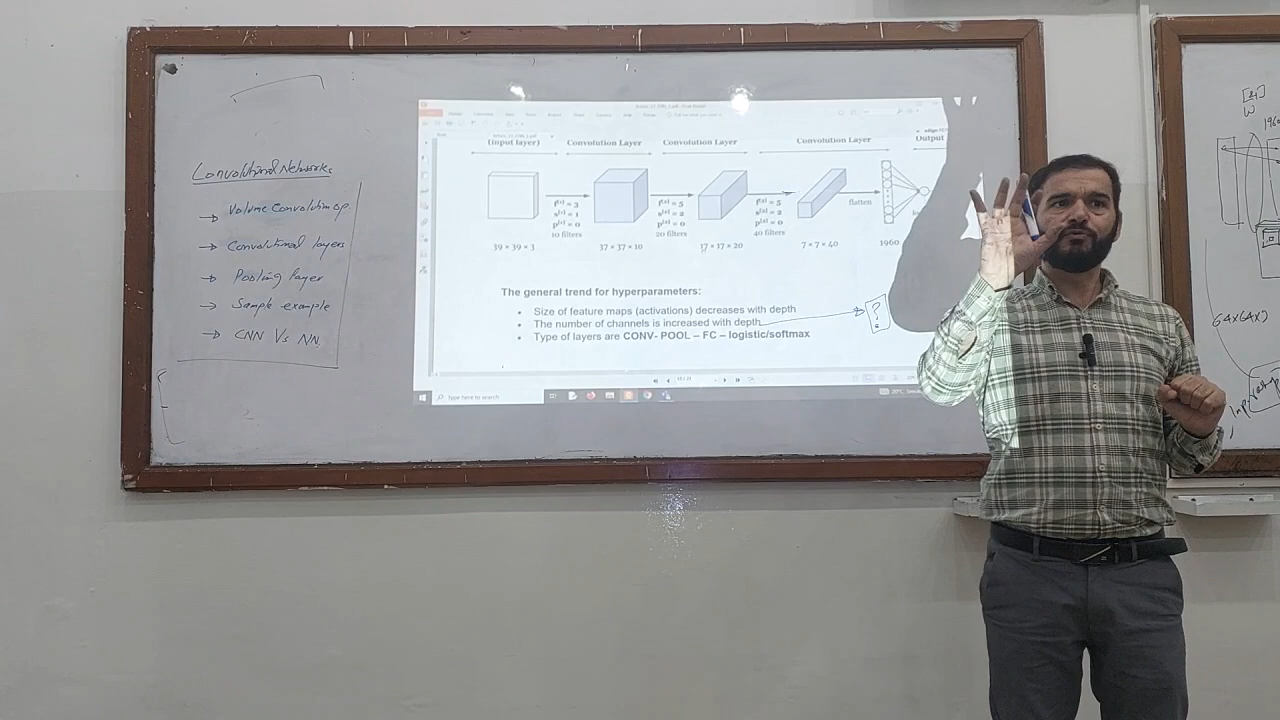 Convolutional Networks
→ Volume Convolution op
→ Convolutional layers
→ Pooling layer
→ Sample example
→ CNN Vs NN
(input layer) Convolution Layer Convolution Layer Convolution Layer Output
f[1] = 3 f[2] = 5 f[3] = 5 flatten
s[1] = 1 s[2] = 2 s[3] = 2
p[1] = 0 p[2] = 0 p[3] = 0
10 filters 20 filters 40 filters
39 × 39 × 3 37 × 37 × 10 17 × 17 × 20 7 × 7 × 40 1960
The general trend for hyperparameters:
• Size of feature maps (activations) decreases with depth
• The number of channels is increased with depth
?
• Type of layers are CONV- POOL – FC – logistic/softmax
Type here to search
20°C
W